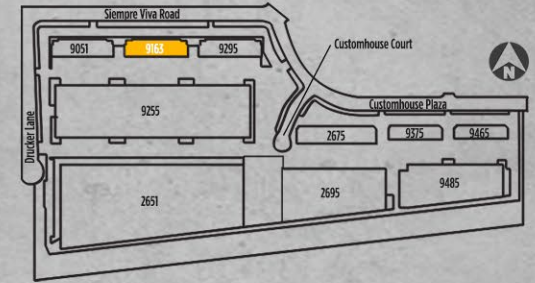 Siempre Viva Road
9051
9163
9295
Customhouse Court
N
9255
Customhouse Plaza
Drucker Lane
2675
9375
9465
2651
2695
9485